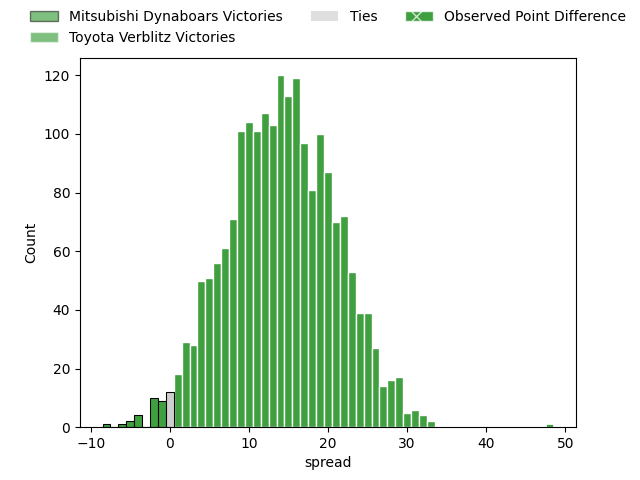 Mitsubishi Dynaboars Victories
Ties
Observed Point Difference
Toyota Verblitz Victories
120
100
80
60
40
20
0
Count
−10
0
10
20
30
40
50
spread